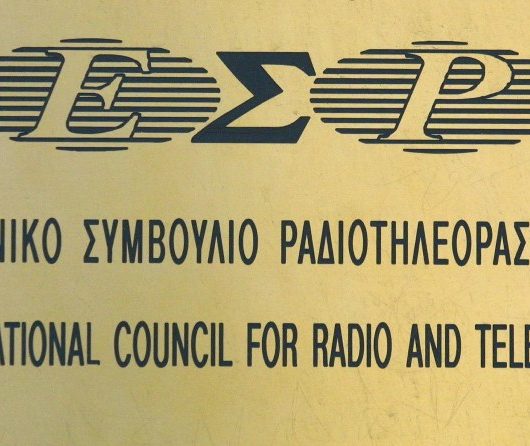 ΕΣΡ
ΝΙΚΟ ΣΥΜΒΟΥΛΙΟ ΡΑΔΙΟΤΗΛΕΟΡΑΣ
ATIONAL COUNCIL FOR RADIO AND TELE